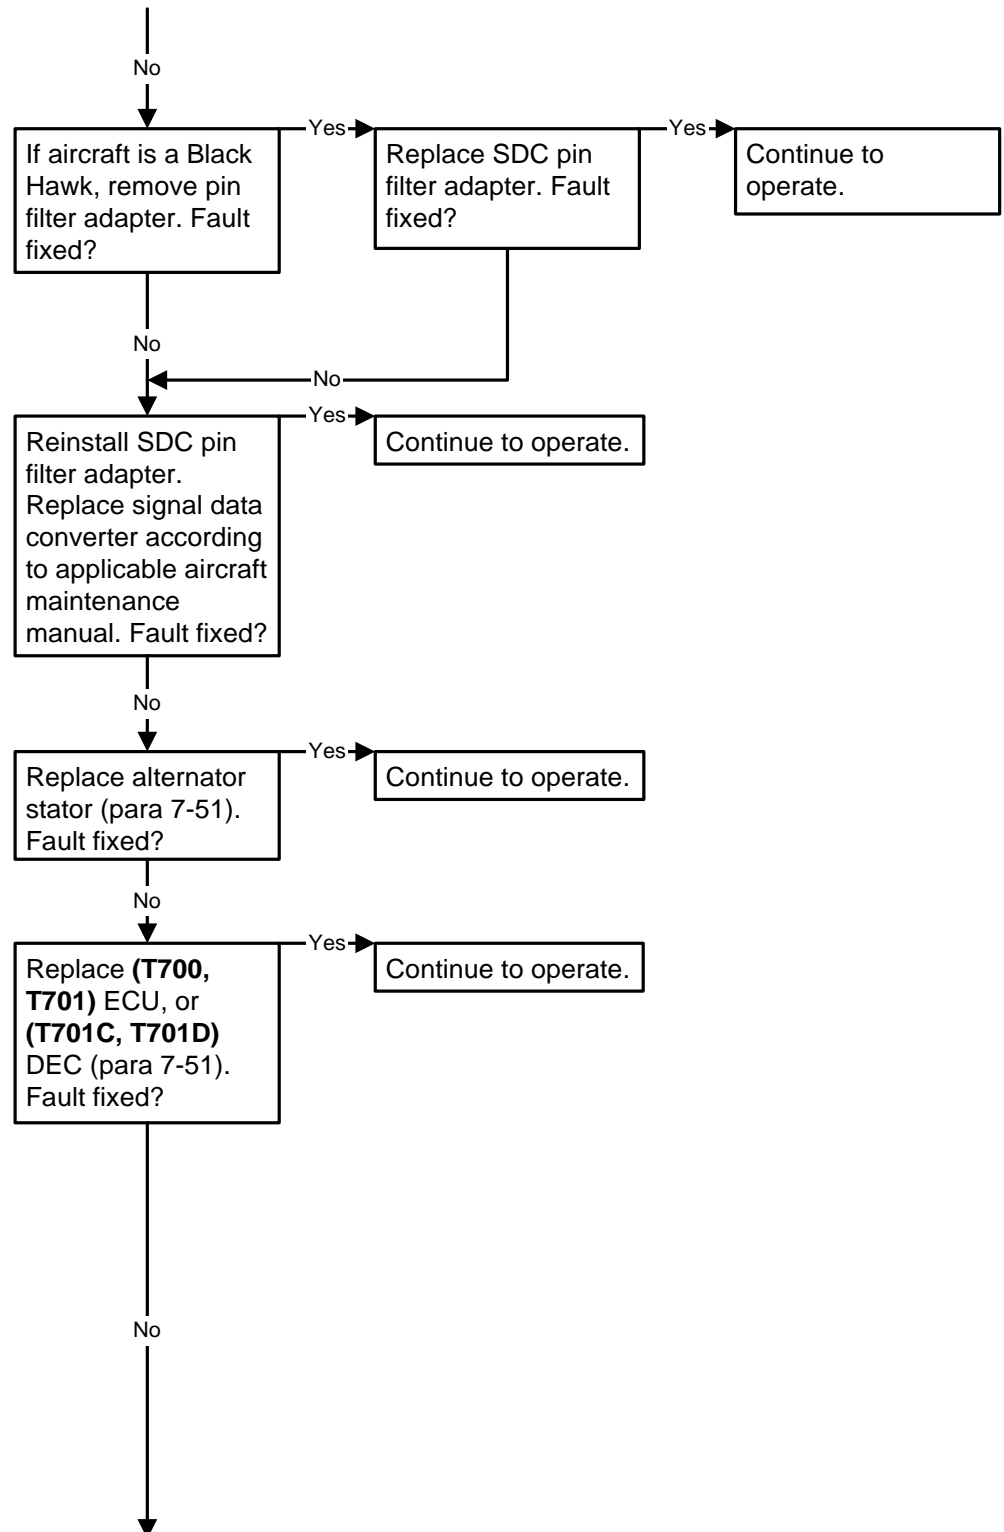 No
If aircraft is a Black
Hawk, remove pin
filter adapter. Fault
fixed?
Yes
Replace SDC pin
filter adapter. Fault
fixed?
Yes
Continue to
operate.
No
No
Reinstall SDC pin
filter adapter.
Replace signal data
converter according
to applicable aircraft
maintenance
manual. Fault fixed?
Yes
Continue to operate.
No
Replace alternator
stator (para 7-51).
Fault fixed?
Yes
Continue to operate.
No
Replace (T700,
T701) ECU, or
(T701C, T701D)
DEC (para 7-51).
Fault fixed?
Yes
Continue to operate.
No